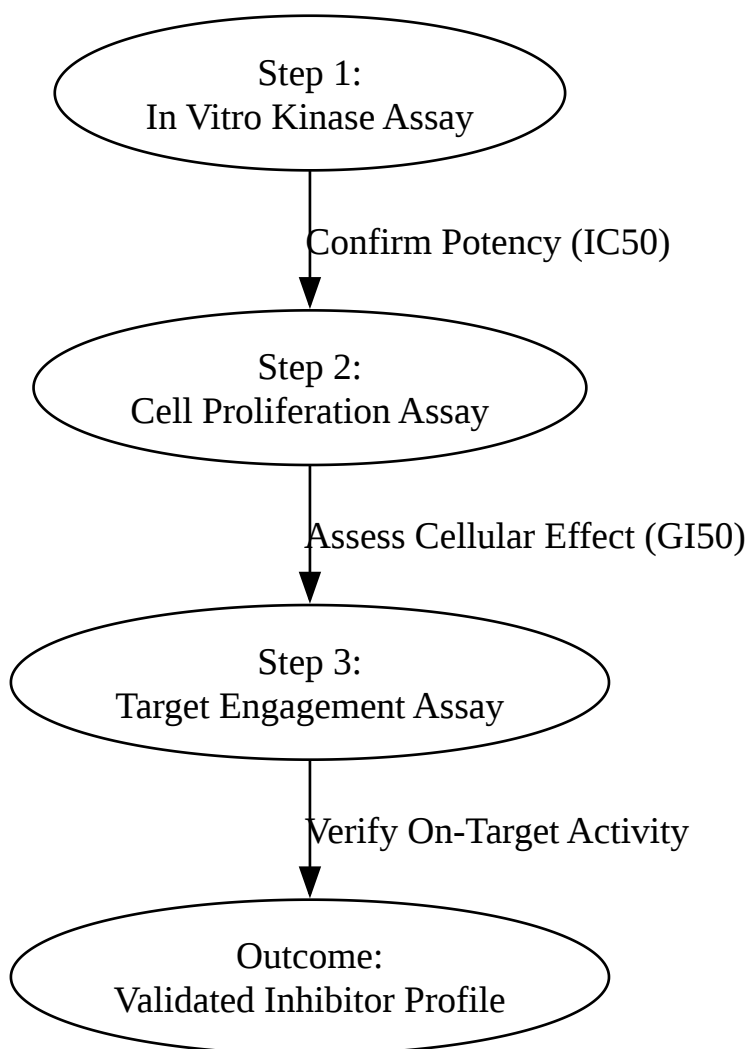 Step 1:
In Vitro Kinase Assay
Confirm Potency (IC50)
Step 2:
Cell Proliferation Assay
Assess Cellular Effect (GI50)
Step 3:
Target Engagement Assay
Verify On-Target Activity
Outcome:
Validated Inhibitor Profile